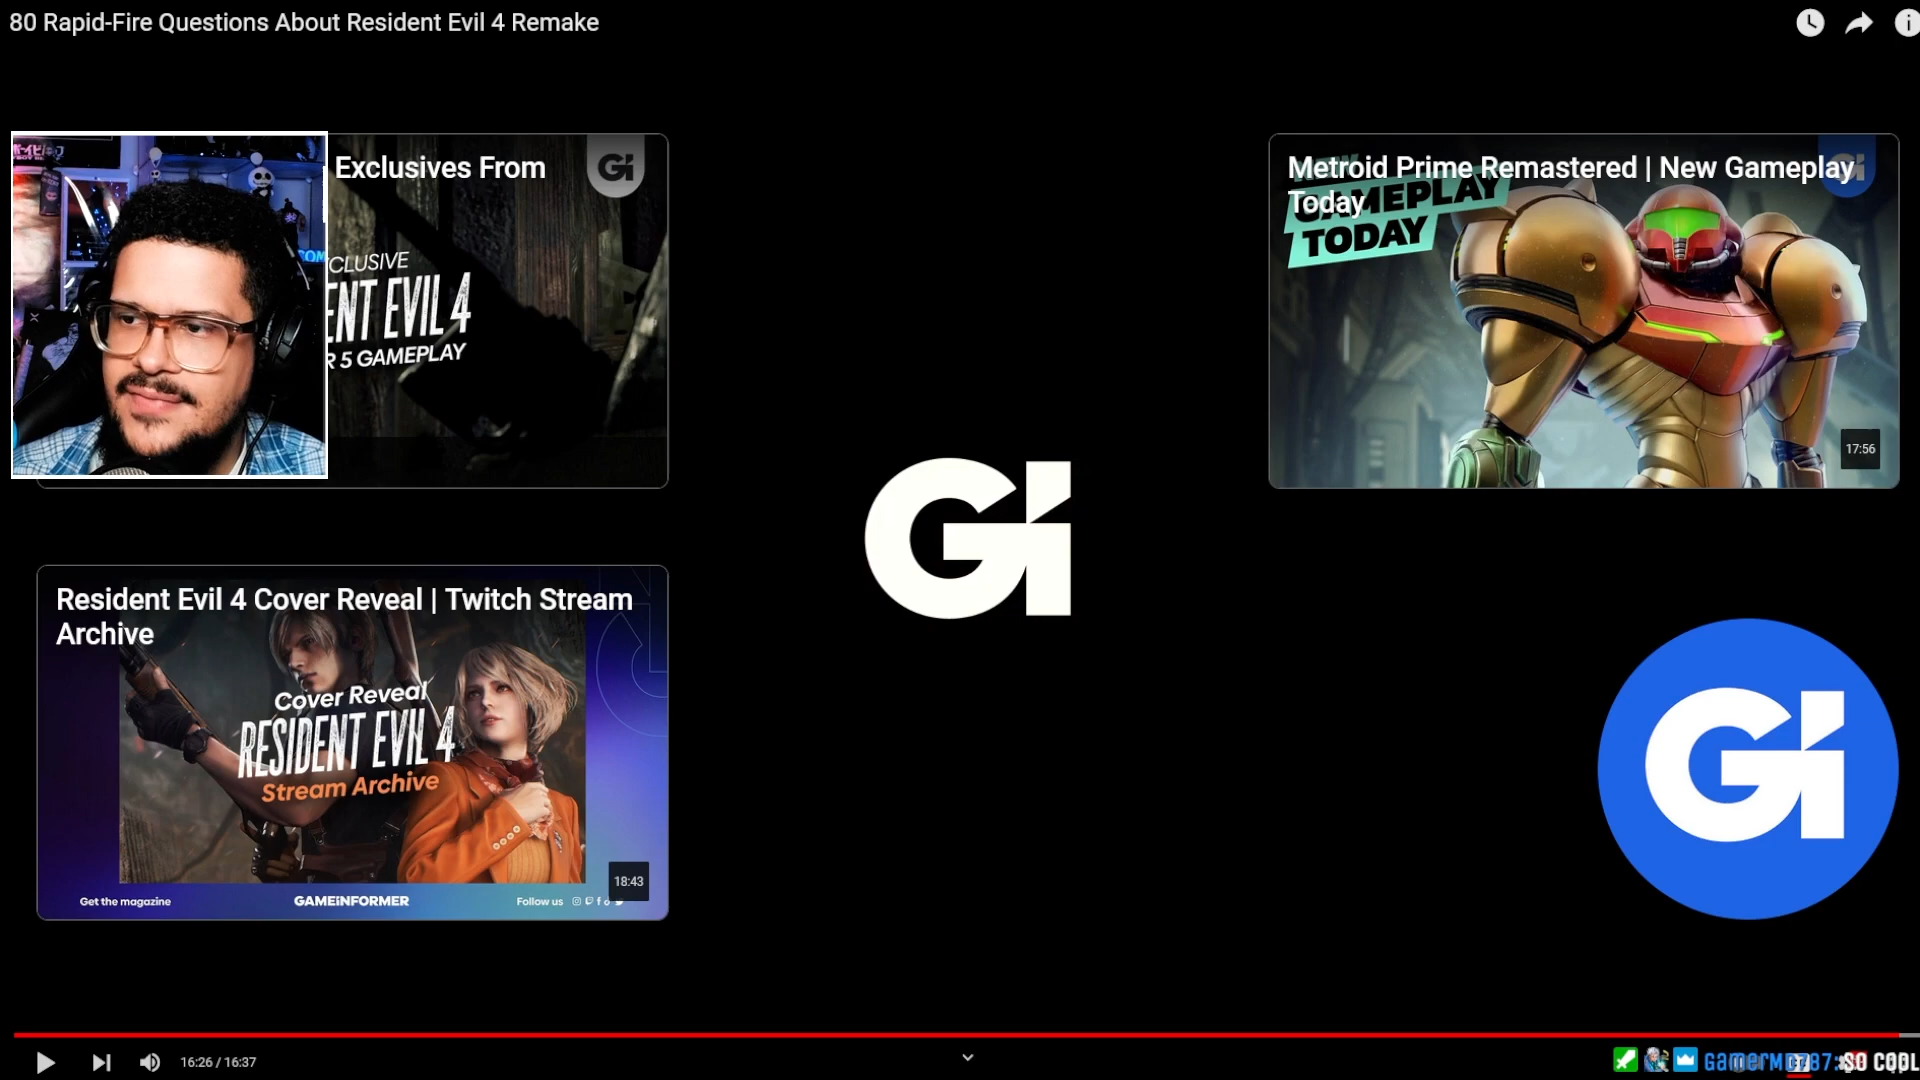 80 Rapid-Fire Questions About Resident Evil 4 Remake
Exclusives From
Gi
CLUSIVE
ENT EVIL 4
R 5 GAMEPLAY
Metroid Prime Remastered | New Gameplay
Today
GAMEPLAY
TODAY
17:56
Gi
Resident Evil 4 Cover Reveal | Twitch Stream
Archive
Cover Reveal
RESIDENT EVIL 4
Stream Archive
18:43
Get the magazine
GAMEINFORMER
Follow us
Gi
16:26 / 16:37
SO COOL